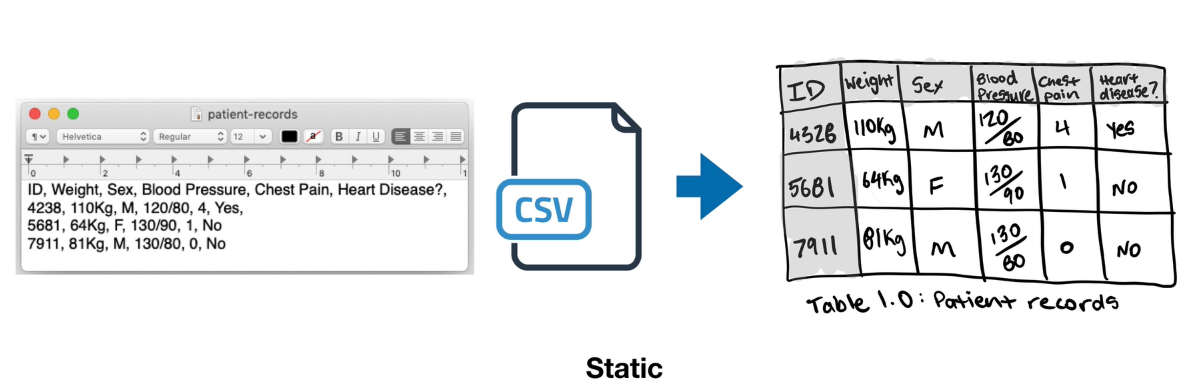 patient-records
Helvetica Regular 12 B I U
0 2 4 6 8 10 1
ID, Weight, Sex, Blood Pressure, Chest Pain, Heart Disease?,
4238, 110Kg, M, 120/80, 4, Yes,
5681, 64Kg, F, 130/90, 1, No
7911, 81Kg, M, 130/80, 0, No
CSV
ID Weight Sex Blood Pressure Chest pain Heart disease?
4326 110Kg M 120/80 4 Yes
5681 64Kg F 130/90 1 No
7911 81Kg M 130/80 0 No
Table 1.0: Patient records
Static